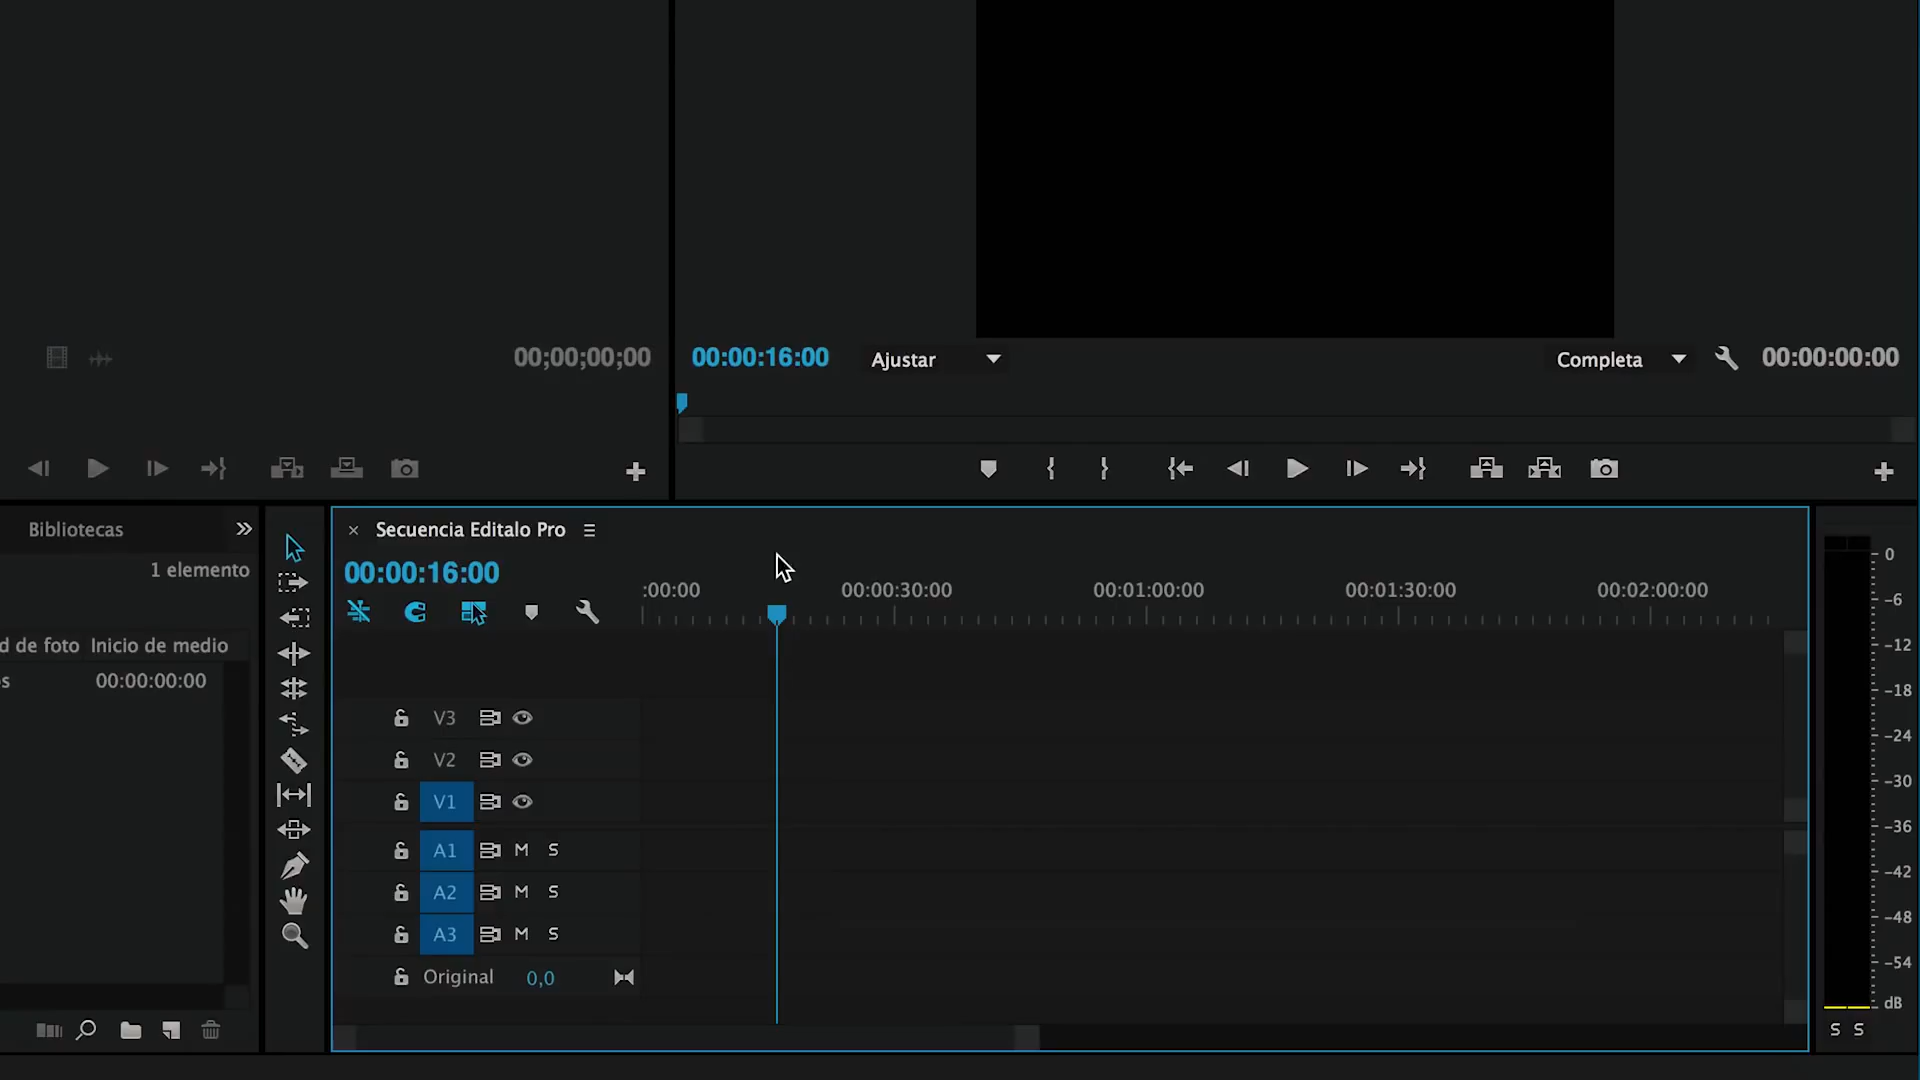 00;00;00;00
00:00:16:00
Ajustar
Completa
00:00:00:00
Bibliotecas
1 elemento
d de foto
Inicio de medio
s
00:00:00:00
Secuencia Editalo Pro
00:00:16:00
:00:00
00:00:30:00
00:01:00:00
00:01:30:00
00:02:00:00
V3
V2
V1
A1 M S
A2 M S
A3 M S
Original 0,0
0
-6
-12
-18
-24
-30
-36
-42
-48
-54
dB
S S